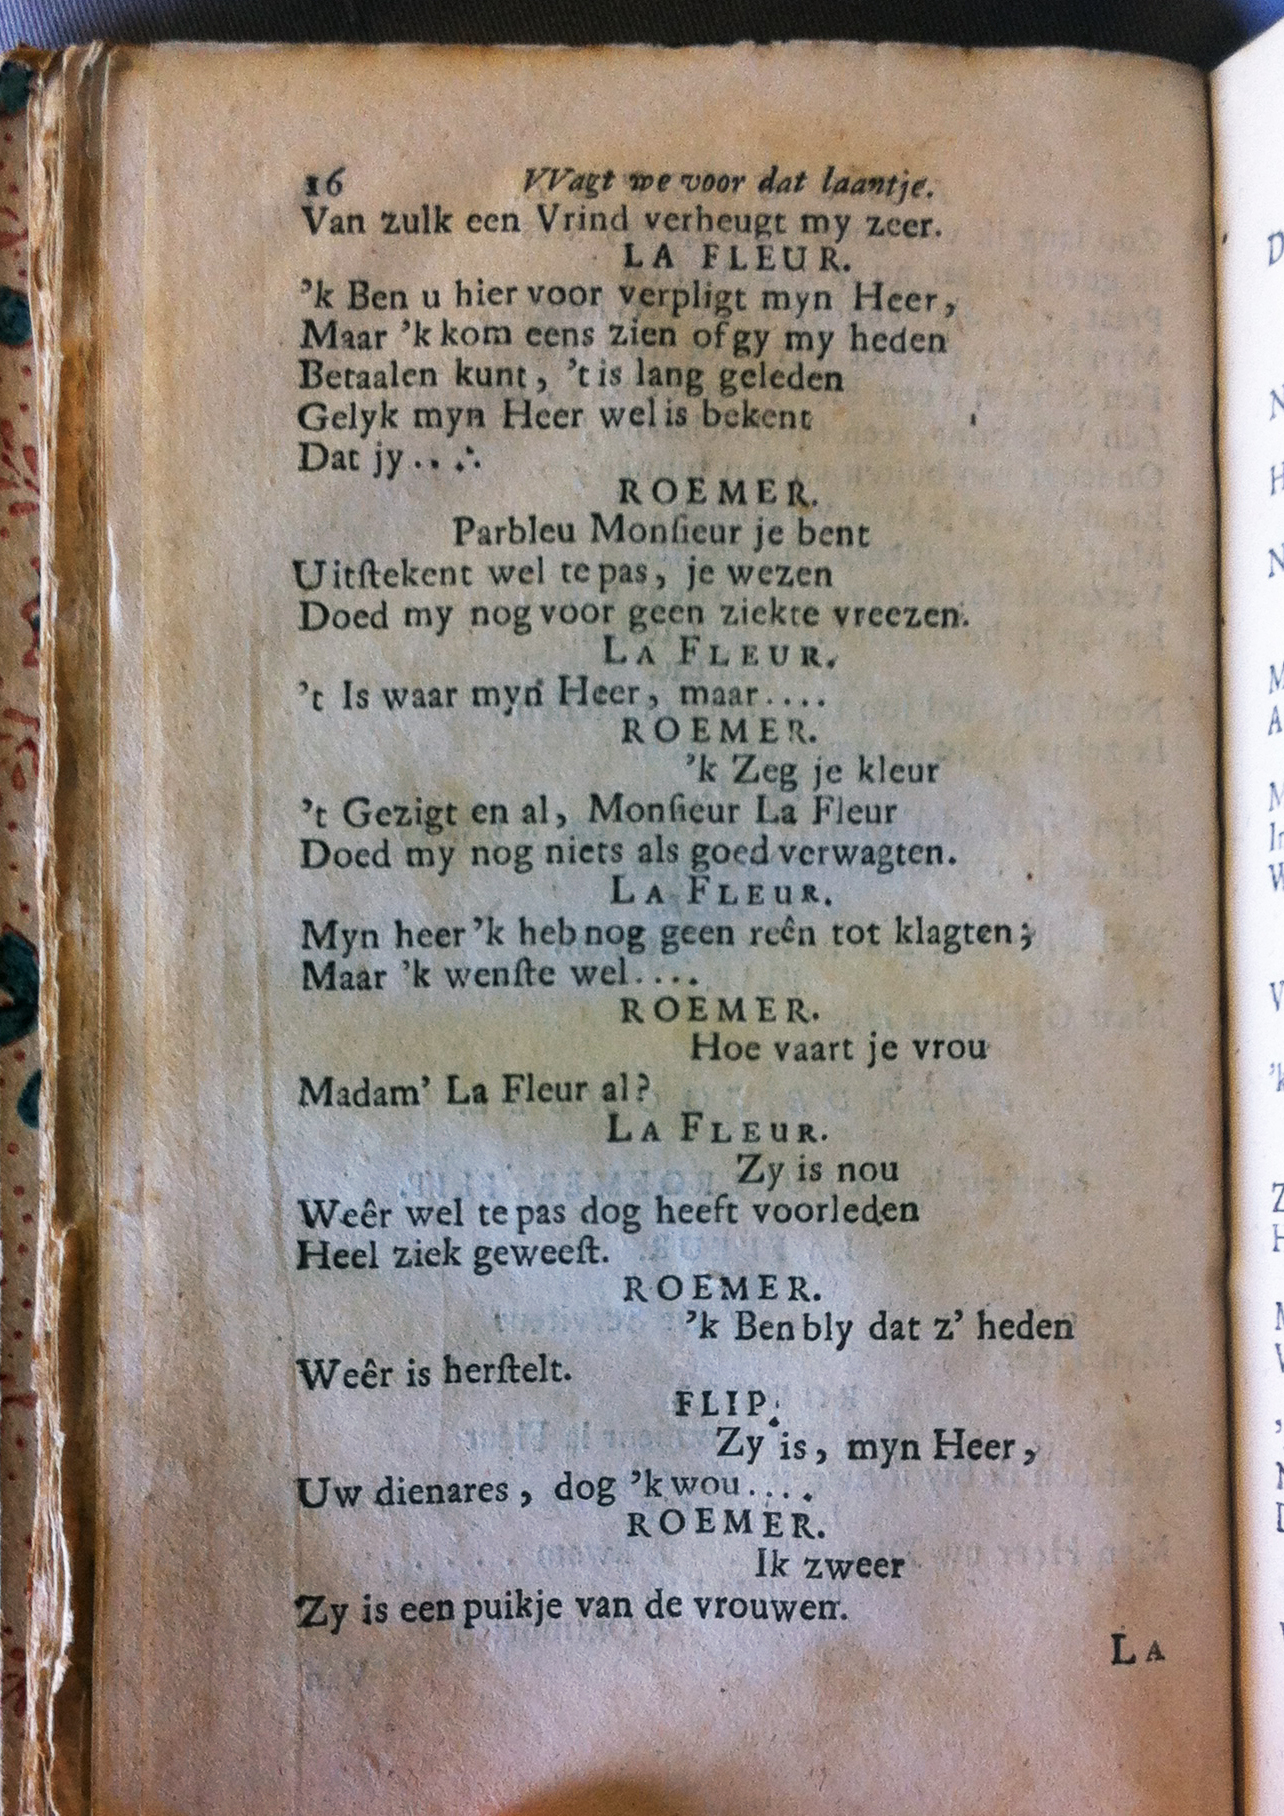 16 VVagt we voor dat laantje.
Van zulk een Vrind verheugt my zeer.
LA FLEUR.
’k Ben u hier voor verpligt myn Heer,
Maar ’k kom eens zien of gy my heden
Betaalen kunt, ’t is lang geleden
Gelyk myn Heer wel is bekent
Dat jy....
ROEMER.
Parbleu Monſieur je bent
Uitſtekent wel te pas, je wezen
Doed my nog voor geen ziekte vreezen.
LA FLEUR.
’t Is waar myn Heer, maar....
ROEMER.
’k Zeg je kleur
’t Gezigt en al, Monſieur La Fleur
Doed my nog niets als goed verwagten.
LA FLEUR.
Myn heer ’k heb nog geen reên tot klagten;
Maar ’k wenſte wel....
ROEMER.
Hoe vaart je vrou
Madam’ La Fleur al?
LA FLEUR.
Zy is nou
Weêr wel te pas dog heeft voorleden
Heel ziek geweeſt.
ROEMER.
’k Ben bly dat z’ heden
Weêr is herſtelt.
FLIP.
Zy is, myn Heer,
Uw dienares, dog ’k wou....
ROEMER.
Ik zweer
Zy is een puikje van de vrouwen.
LA